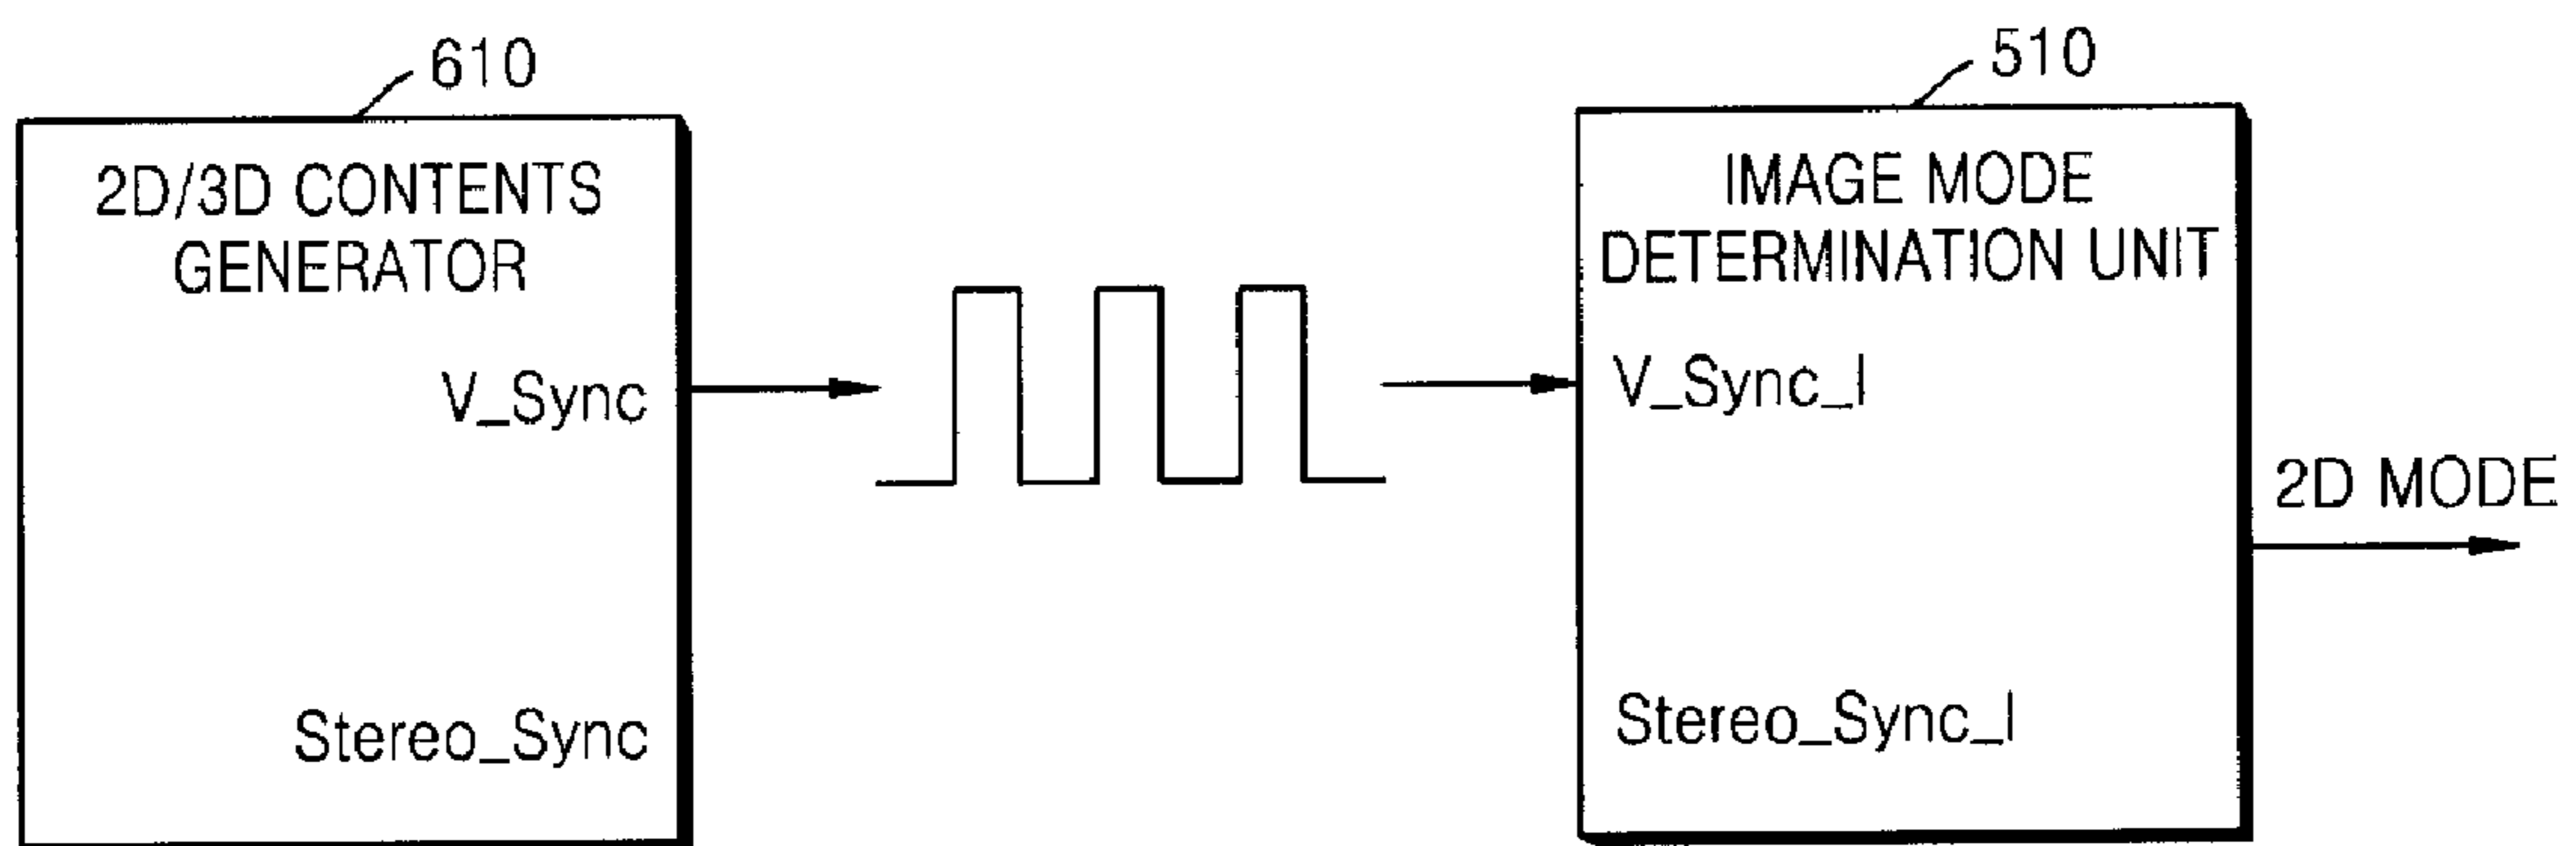 610
2D/3D CONTENTS
GENERATOR
V_Sync
Stereo_Sync
510
IMAGE MODE
DETERMINATION UNIT
V_Sync_I
Stereo_Sync_I
2D MODE